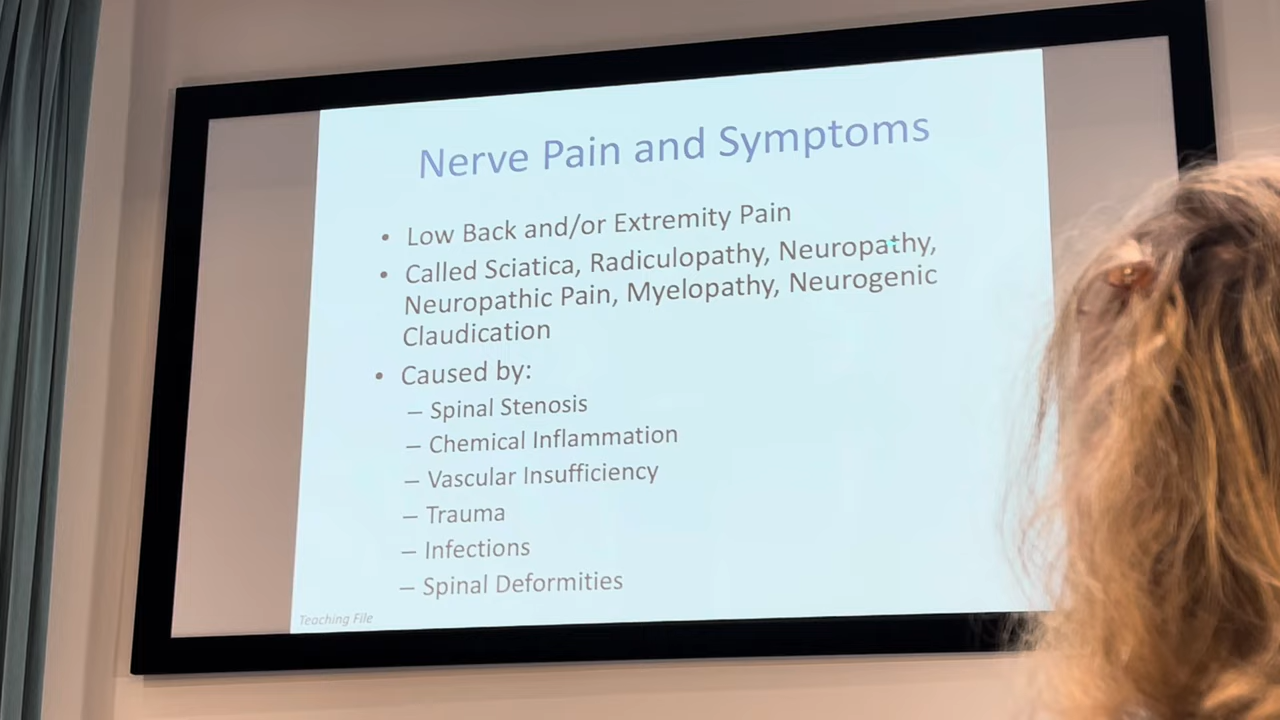 Nerve Pain and Symptoms
• Low Back and/or Extremity Pain
• Called Sciatica, Radiculopathy, Neuropathy,
Neuropathic Pain, Myelopathy, Neurogenic
Claudication
• Caused by:
– Spinal Stenosis
– Chemical Inflammation
– Vascular Insufficiency
– Trauma
– Infections
– Spinal Deformities
Teaching File